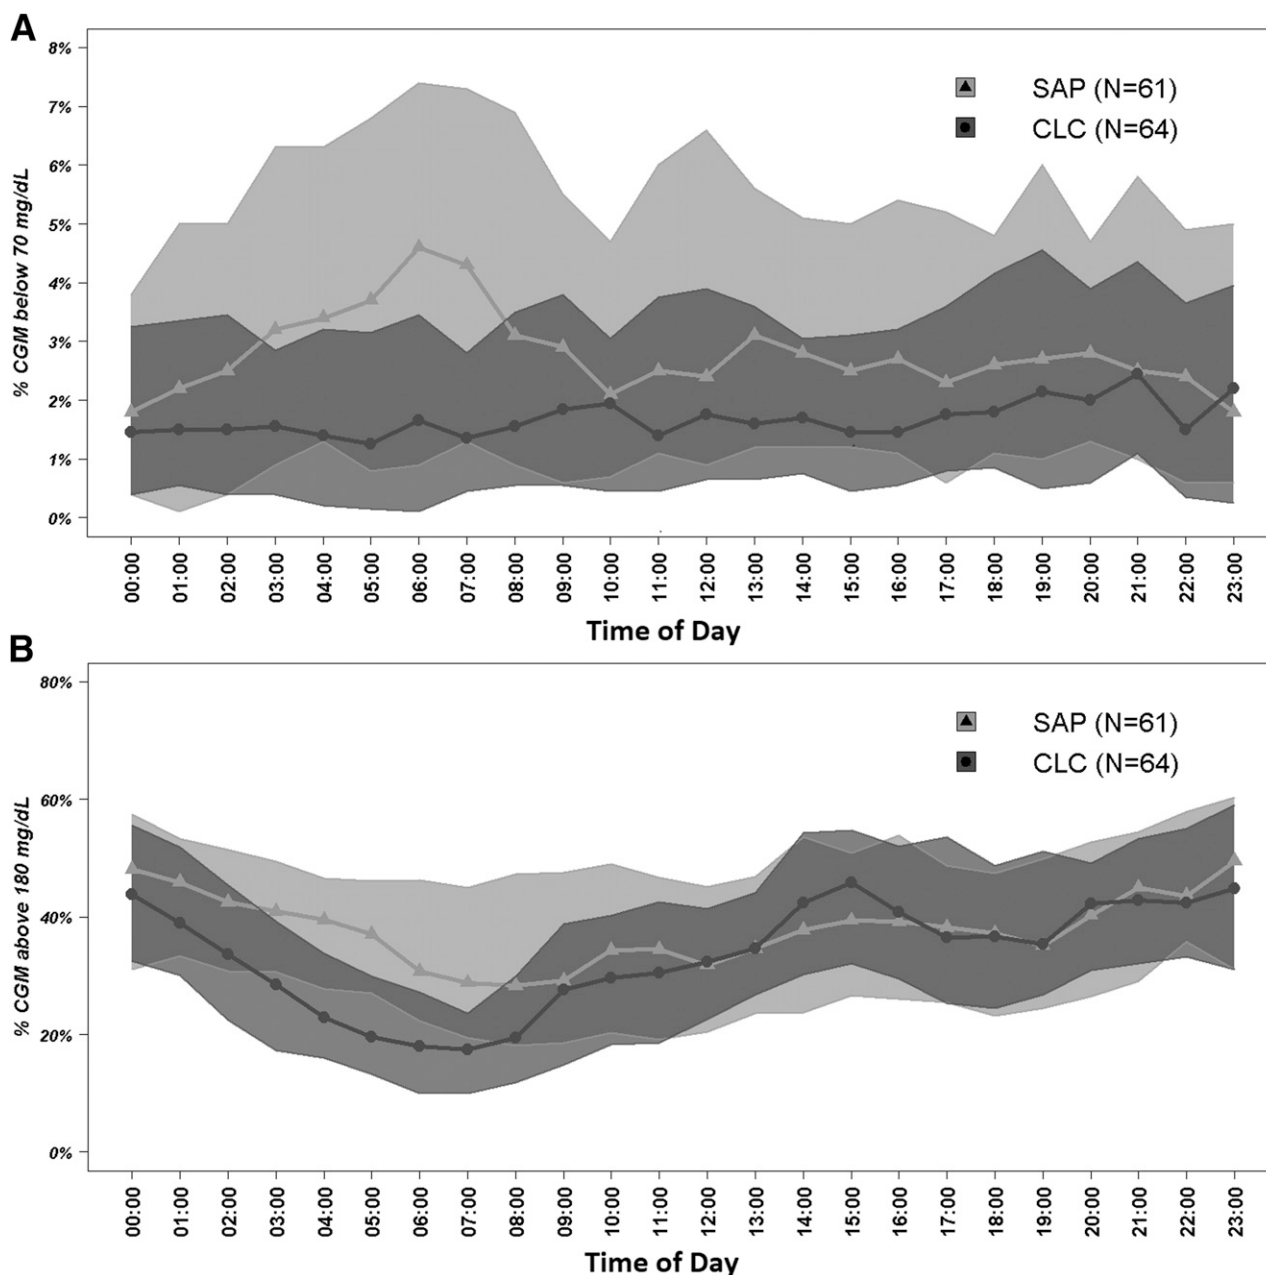 A
8%
7%
6%
5%
4%
3%
2%
1%
0%
% CGM below 70 mg/dL
SAP (N=61)
CLC (N=64)
00:00 01:00 02:00 03:00 04:00 05:00 06:00 07:00 08:00 09:00 10:00 11:00 12:00 13:00 14:00 15:00 16:00 17:00 18:00 19:00 20:00 21:00 22:00 23:00
Time of Day
B
80%
60%
40%
20%
0%
% CGM above 180 mg/dL
SAP (N=61)
CLC (N=64)
00:00 01:00 02:00 03:00 04:00 05:00 06:00 07:00 08:00 09:00 10:00 11:00 12:00 13:00 14:00 15:00 16:00 17:00 18:00 19:00 20:00 21:00 22:00 23:00
Time of Day